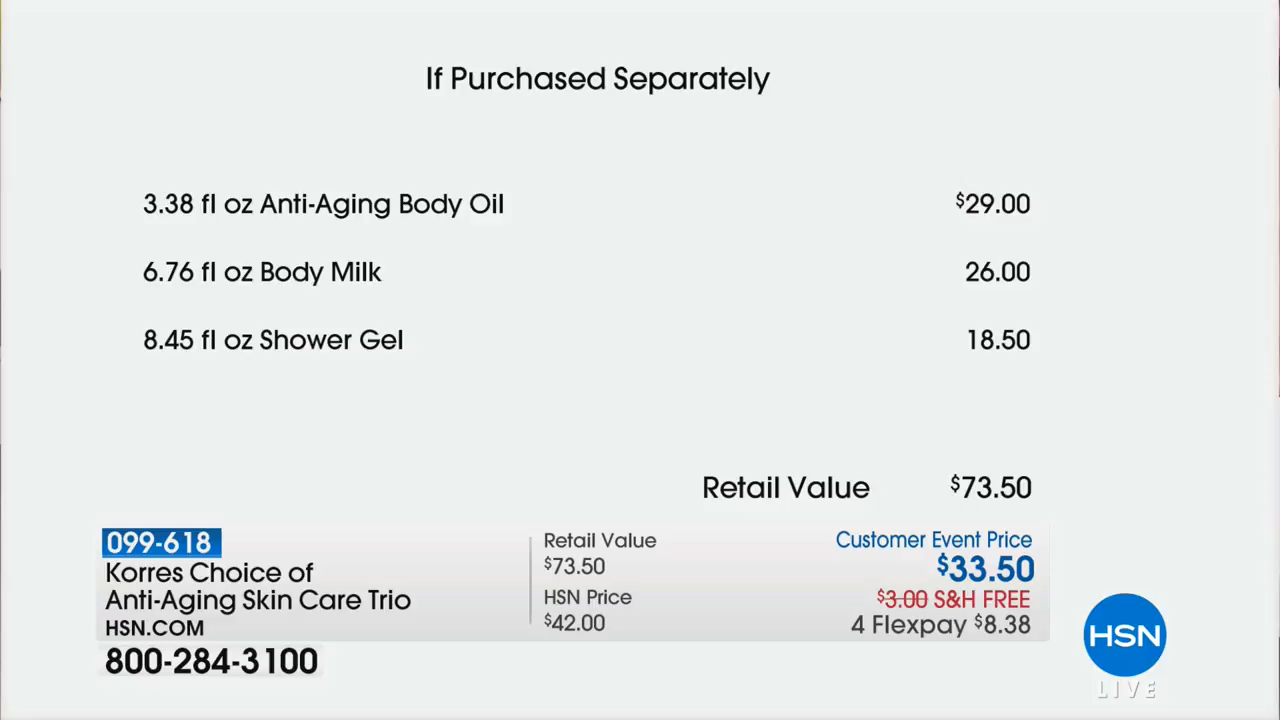 If Purchased Separately
3.38 fl oz Anti-Aging Body Oil $29.00
6.76 fl oz Body Milk 26.00
8.45 fl oz Shower Gel 18.50
Retail Value $73.50
099-618
Korres Choice of
Anti-Aging Skin Care Trio
HSN.COM
800-284-3100
Retail Value
$73.50
HSN Price
$42.00
Customer Event Price
$33.50
$3.00 S&H FREE
4 Flexpay $8.38
HSN
LIVE